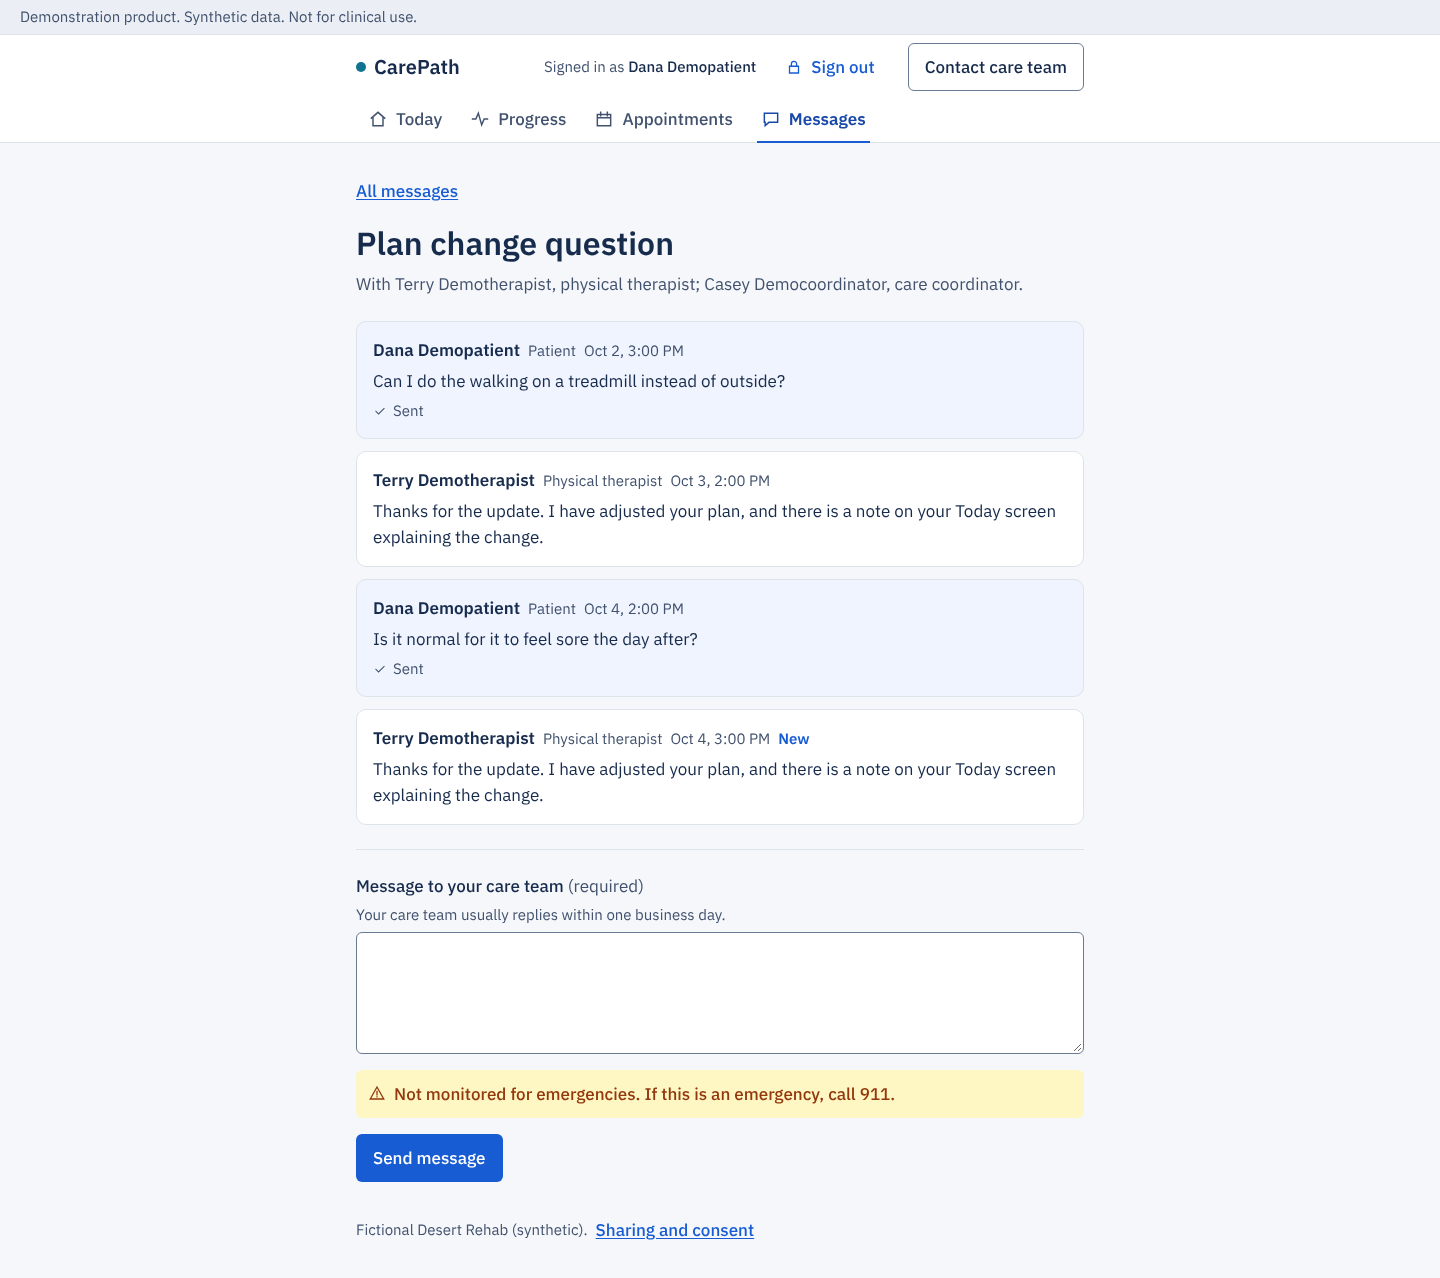 Demonstration product. Synthetic data. Not for clinical use.
CarePath
Signed in as Dana Demopatient
Sign out
Contact care team
Today
Progress
Appointments
Messages
All messages
Plan change question
With Terry Demotherapist, physical therapist; Casey Democoordinator, care coordinator.
Dana Demopatient Patient Oct 2, 3:00 PM
Can I do the walking on a treadmill instead of outside?
Sent
Terry Demotherapist Physical therapist Oct 3, 2:00 PM
Thanks for the update. I have adjusted your plan, and there is a note on your Today screen
explaining the change.
Dana Demopatient Patient Oct 4, 2:00 PM
Is it normal for it to feel sore the day after?
Sent
Terry Demotherapist Physical therapist Oct 4, 3:00 PM New
Thanks for the update. I have adjusted your plan, and there is a note on your Today screen
explaining the change.
Message to your care team (required)
Your care team usually replies within one business day.
Not monitored for emergencies. If this is an emergency, call 911.
Send message
Fictional Desert Rehab (synthetic). Sharing and consent